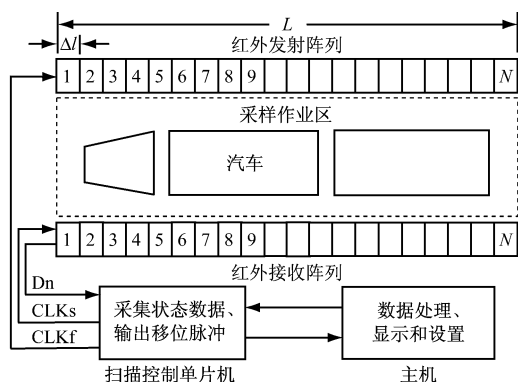 L
Δl
红外发射阵列
1 2 3 4 5 6 7 8 9 N
采样作业区
汽车
1 2 3 4 5 6 7 8 9 N
红外接收阵列
Dn
CLKs
CLKf
采集状态数据、
输出移位脉冲
数据处理、
显示和设置
扫描控制单片机
主机